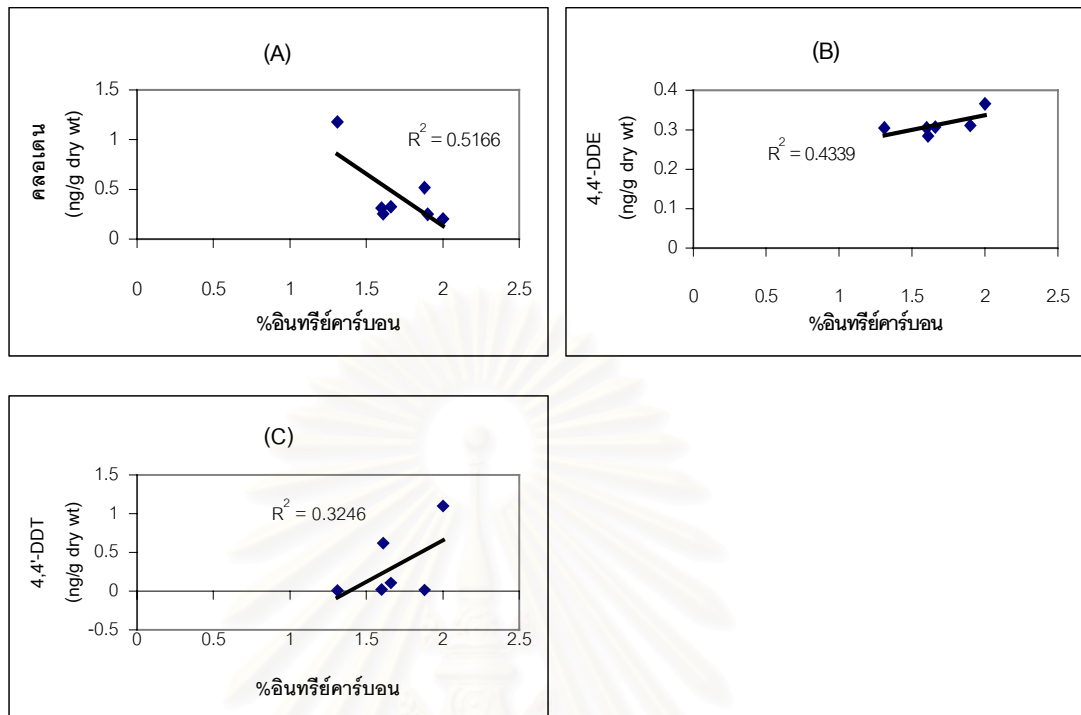 (A)
คลอเดน
(ng/g dry wt)
1.5
1
0.5
0
R² = 0.5166
0 0.5 1 1.5 2 2.5
%อินทรีย์คาร์บอน
(B)
4,4'-DDE
(ng/g dry wt)
0.4
0.3
0.2
0.1
0
R² = 0.4339
0 0.5 1 1.5 2 2.5
%อินทรีย์คาร์บอน
(C)
4,4'-DDT
(ng/g dry wt)
1.5
1
0.5
0
-0.5
R² = 0.3246
0 0.5 1 1.5 2 2.5
%อินทรีย์คาร์บอน